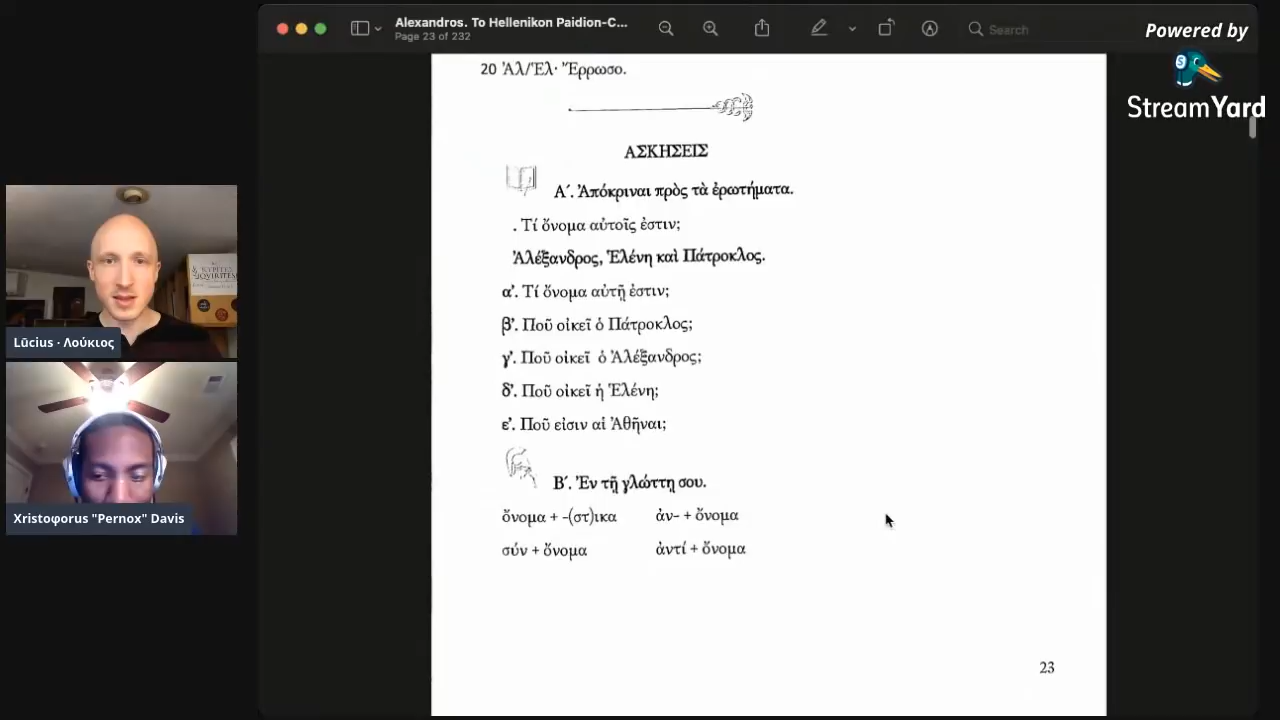 Alexandros. To Hellenikon Paidion-C...
Page 23 of 232
Search
Powered by
StreamYard
20 Ἀλ/Ἑλ· Ἔρρωσο.
ΑΣΚΗΣΕΙΣ
Α΄. Ἀπόκριναι πρὸς τὰ ἐρωτήματα.
. Τί ὄνομα αὐτοῖς ἐστιν;
Ἀλέξανδρος, Ἑλένη καὶ Πάτροκλος.
α’. Τί ὄνομα αὐτῇ ἐστιν;
β’. Ποῦ οἰκεῖ ὁ Πάτροκλος;
γ’. Ποῦ οἰκεῖ ὁ Ἀλέξανδρος;
δ’. Ποῦ οἰκεῖ ἡ Ἑλένη;
ε’. Ποῦ εἰσιν αἱ Ἀθῆναι;
Β΄. Ἐν τῇ γλώττῃ σου.
ὄνομα + -(στ)ικα ἀν- + ὄνομα
σύν + ὄνομα ἀντί + ὄνομα
23
Lūcius · Λούκιος
Xristoφorus "Pernox" Davis